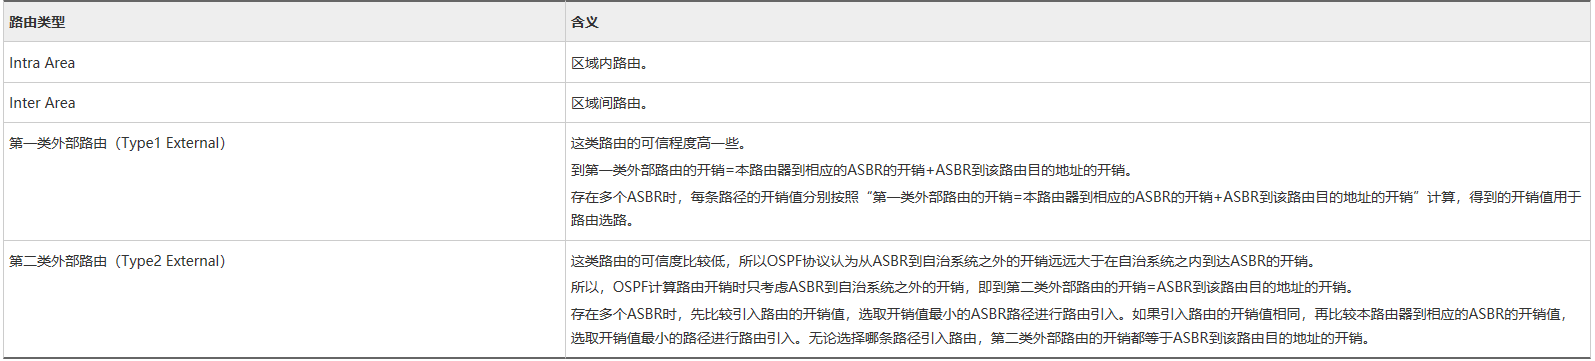 路由类型
含义
Intra Area
区域内路由。
Inter Area
区域间路由。
第一类外部路由（Type1 External）
这类路由的可信程度高一些。
到第一类外部路由的开销=本路由器到相应的ASBR的开销+ASBR到该路由目的地址的开销。
存在多个ASBR时，每条路径的开销值分别按照“第一类外部路由的开销=本路由器到相应的ASBR的开销+ASBR到该路由目的地址的开销”计算，得到的开销值用于
路由选路。
第二类外部路由（Type2 External）
这类路由的可信度比较低，所以OSPF协议认为从ASBR到自治系统之外的开销远远大于在自治系统之内到达ASBR的开销。
所以，OSPF计算路由开销时只考虑ASBR到自治系统之外的开销，即到第二类外部路由的开销=ASBR到该路由目的地址的开销。
存在多个ASBR时，先比较引入路由的开销值，选取开销值最小的ASBR路径进行路由引入。如果引入路由的开销值相同，再比较本路由器到相应的ASBR的开销值，
选取开销值最小的路径进行路由引入。无论选择哪条路径引入路由，第二类外部路由的开销都等于ASBR到该路由目的地址的开销。